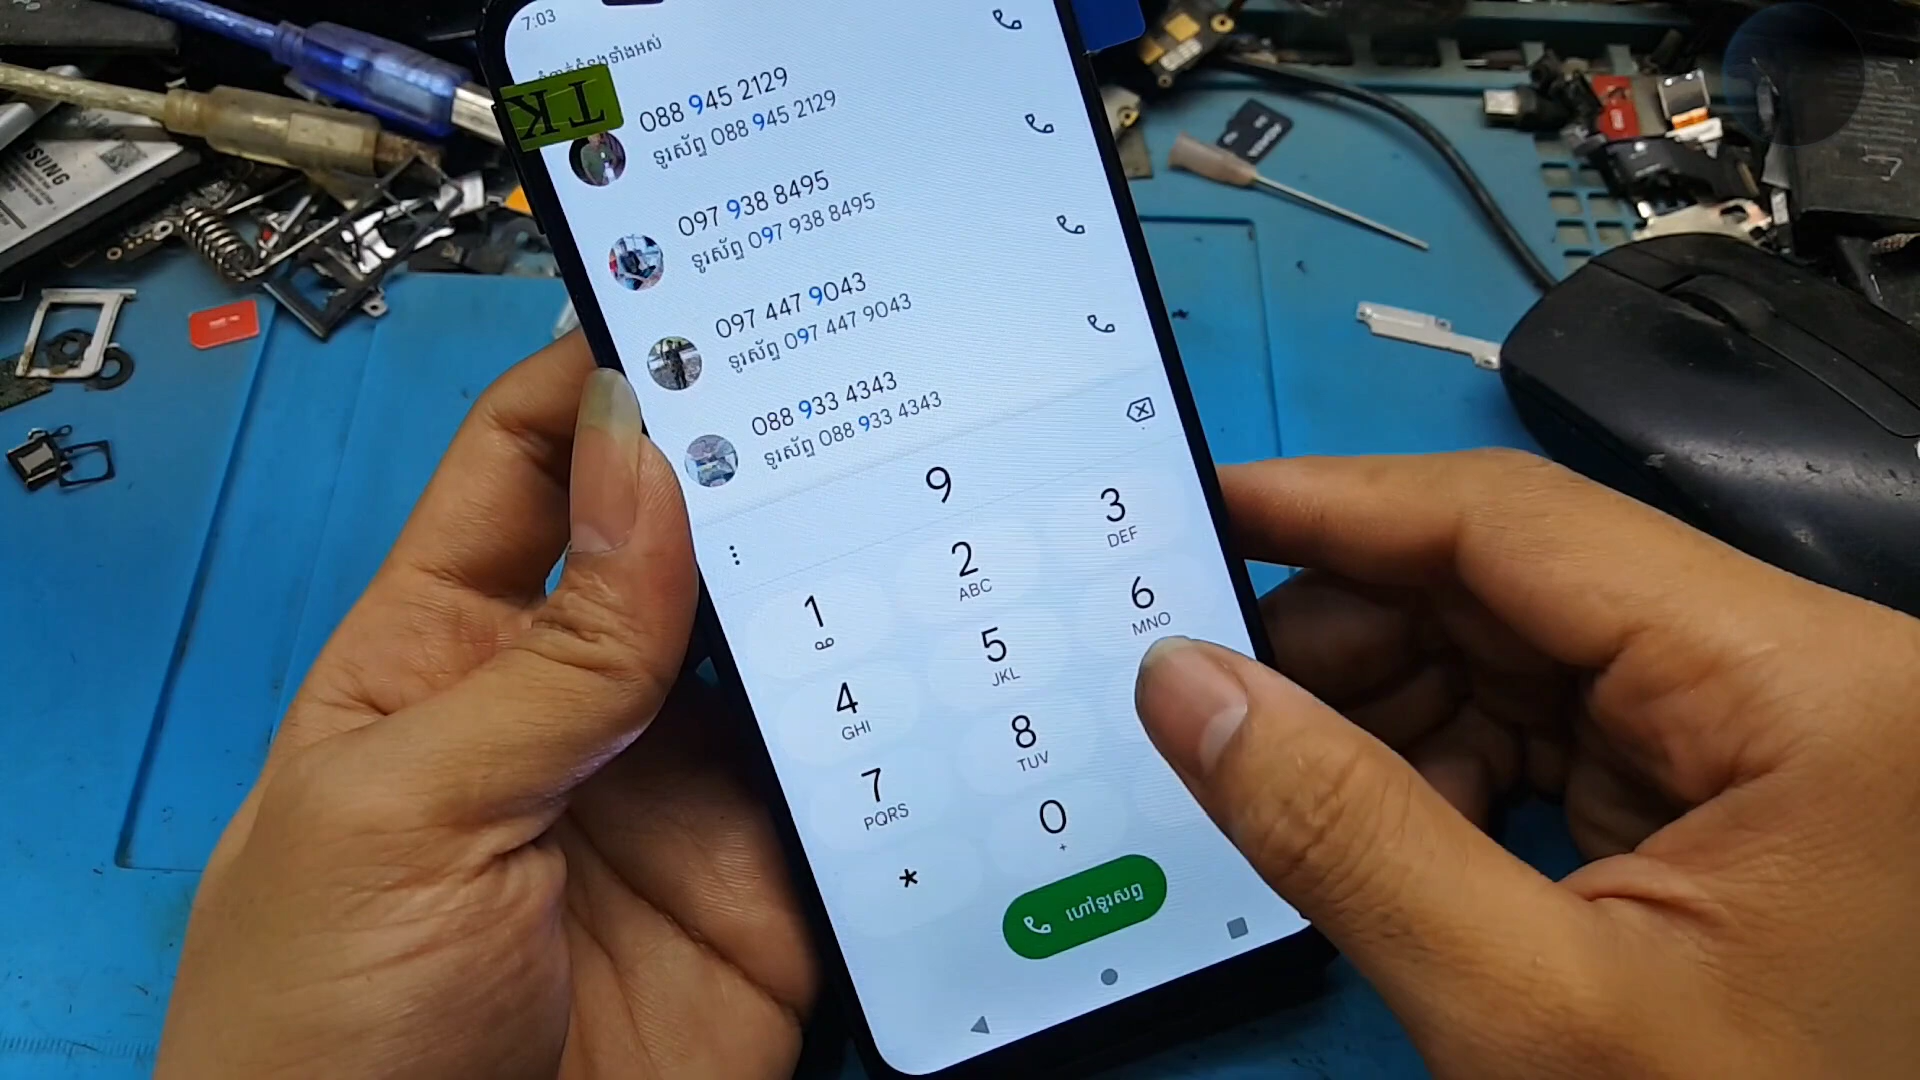 7:03
TK
088 945 2129
ទូរស័ព្ទ 088 945 2129
097 938 8495
ទូរស័ព្ទ 097 938 8495
097 447 9043
ទូរស័ព្ទ 097 447 9043
088 933 4343
ទូរស័ព្ទ 088 933 4343
9
1
2
ABC
3
DEF
4
GHI
5
JKL
6
MNO
7
PQRS
8
TUV
*
0
+
ហៅទូរសព្ទ